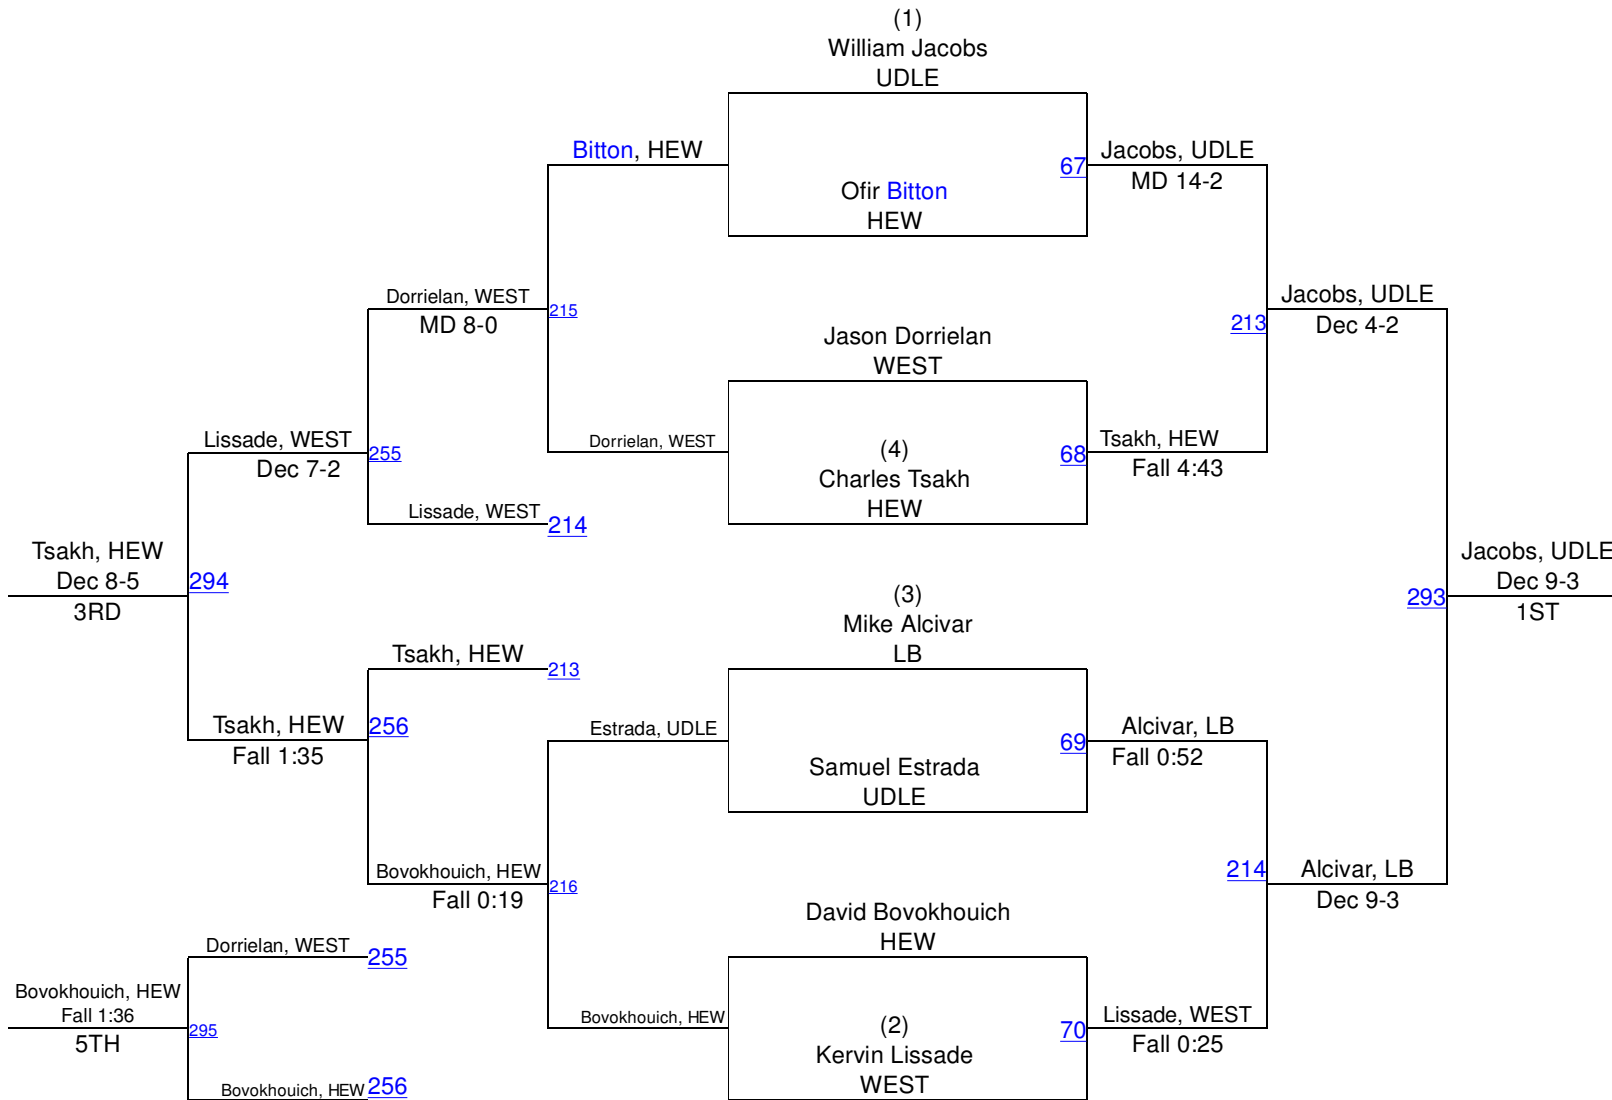 (1)
William Jacobs
UDLE
Bitton, HEW
67
Jacobs, UDLE
MD 14-2
Ofir Bitton
HEW
Dorrielan, WEST
MD 8-0
215
Jacobs, UDLE
Dec 4-2
213
Jason Dorrielan
WEST
Lissade, WEST
Dec 7-2
255
Dorrielan, WEST
(4)
Charles Tsakh
HEW
68
Tsakh, HEW
Fall 4:43
Lissade, WEST
214
Tsakh, HEW
Dec 8-5
3RD
294
(3)
Mike Alcivar
LB
293
Jacobs, UDLE
Dec 9-3
1ST
Tsakh, HEW
213
Tsakh, HEW
Fall 1:35
256
Estrada, UDLE
69
Alcivar, LB
Fall 0:52
Samuel Estrada
UDLE
Bovokhouich, HEW
Fall 0:19
216
214
Alcivar, LB
Dec 9-3
David Bovokhouich
HEW
Dorrielan, WEST
255
Bovokhouich, HEW
Fall 1:36
5TH
295
Bovokhouich, HEW
(2)
Kervin Lissade
WEST
70
Lissade, WEST
Fall 0:25
Bovokhouich, HEW
256